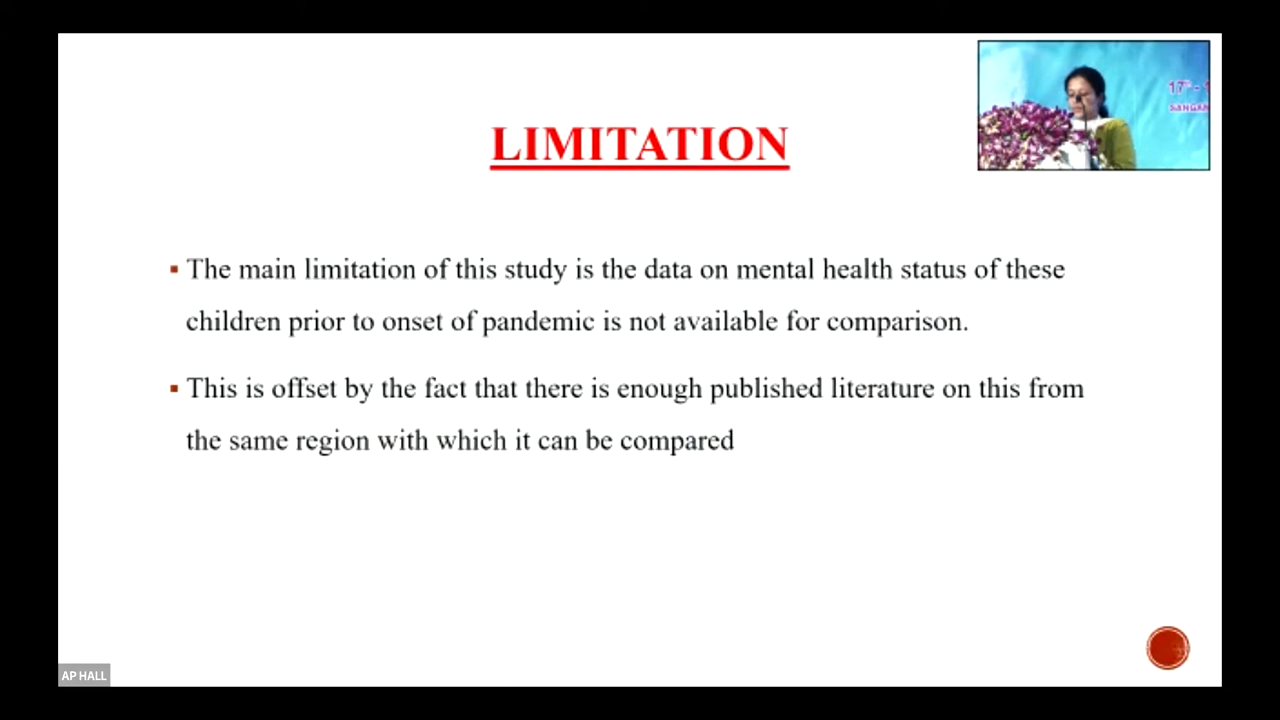 LIMITATION
▪ The main limitation of this study is the data on mental health status of these
children prior to onset of pandemic is not available for comparison.
▪ This is offset by the fact that there is enough published literature on this from
the same region with which it can be compared
AP HALL